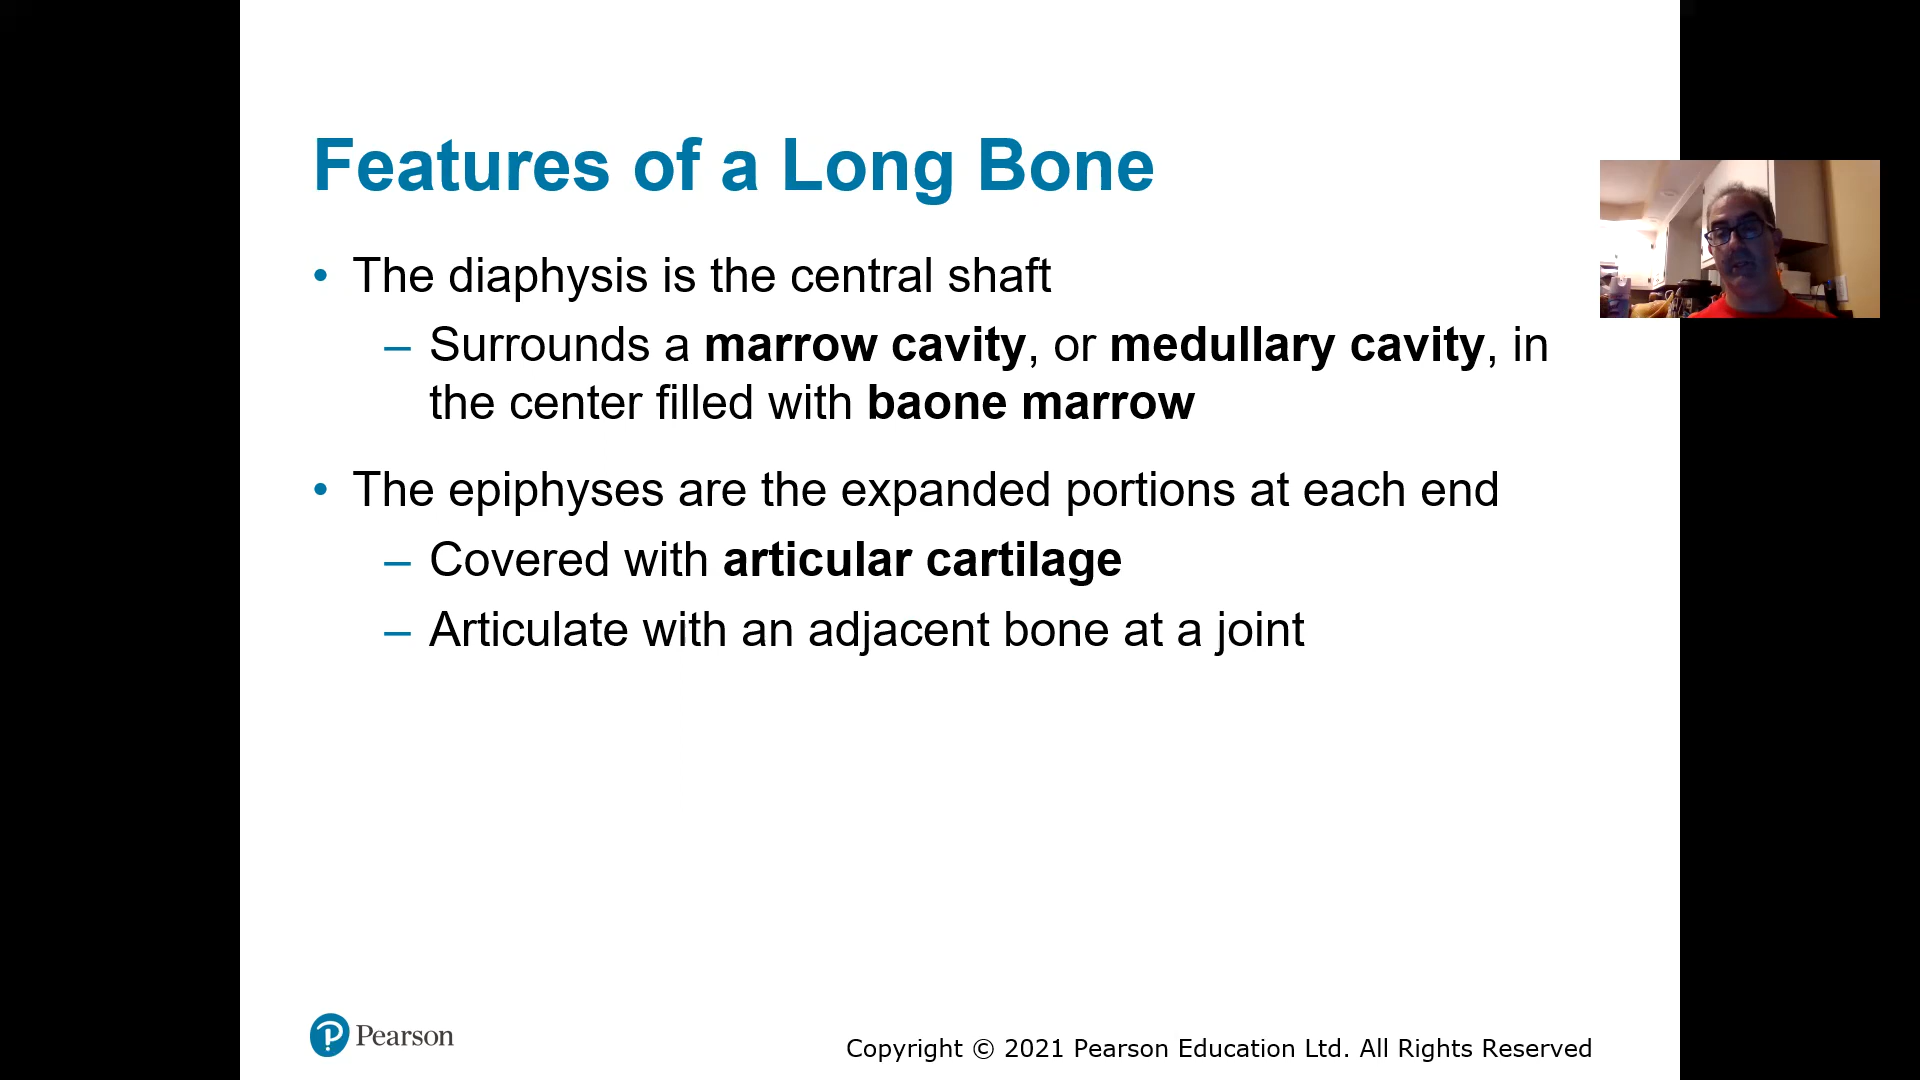 Features of a Long Bone
• The diaphysis is the central shaft
– Surrounds a marrow cavity, or medullary cavity, in
the center filled with baone marrow
• The epiphyses are the expanded portions at each end
– Covered with articular cartilage
– Articulate with an adjacent bone at a joint
Pearson
Copyright © 2021 Pearson Education Ltd. All Rights Reserved